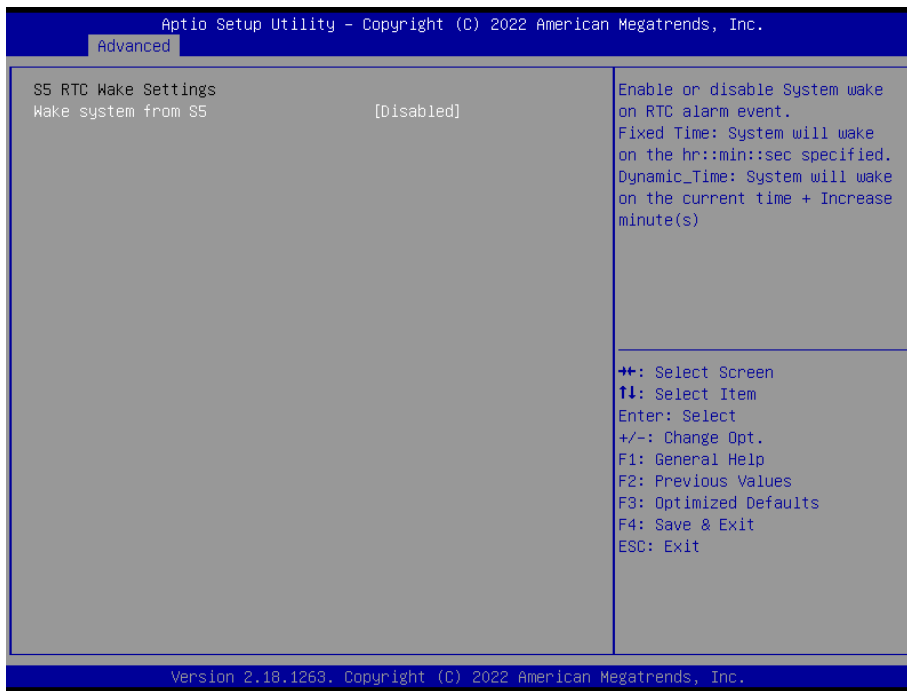 Aptio Setup Utility – Copyright (C) 2022 American Megatrends, Inc.
Advanced
S5 RTC Wake Settings
Wake system from S5 [Disabled]
Enable or disable System wake
on RTC alarm event.
Fixed Time: System will wake
on the hr::min::sec specified.
Dynamic_Time: System will wake
on the current time + Increase
minute(s)
→←: Select Screen
↑↓: Select Item
Enter: Select
+/-: Change Opt.
F1: General Help
F2: Previous Values
F3: Optimized Defaults
F4: Save & Exit
ESC: Exit
Version 2.18.1263. Copyright (C) 2022 American Megatrends, Inc.